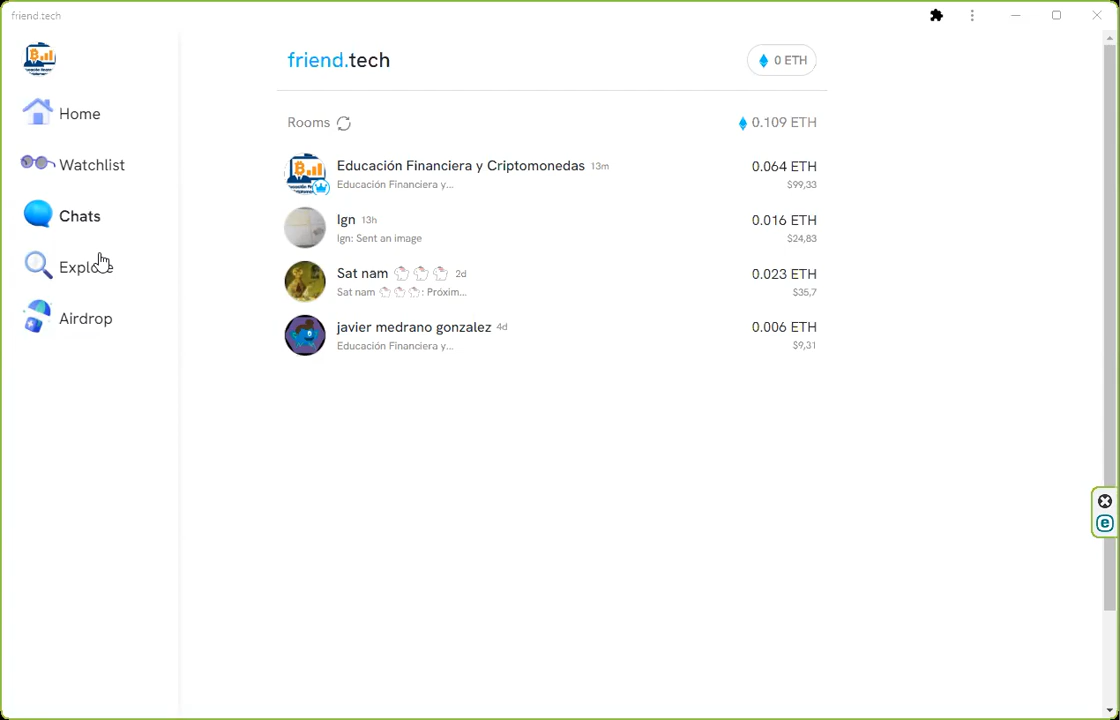 friend.tech
Home
Watchlist
Chats
Explore
Airdrop
friend.tech
0 ETH
Rooms
0.109 ETH
Educación Financiera y Criptomonedas 13m
0.064 ETH
Educación Financiera y...
$99,33
Ign 13h
0.016 ETH
Ign: Sent an image
$24,83
Sat nam 2d
0.023 ETH
Sat nam : Próxim...
$35,7
javier medrano gonzalez 4d
0.006 ETH
Educación Financiera y...
$9,31